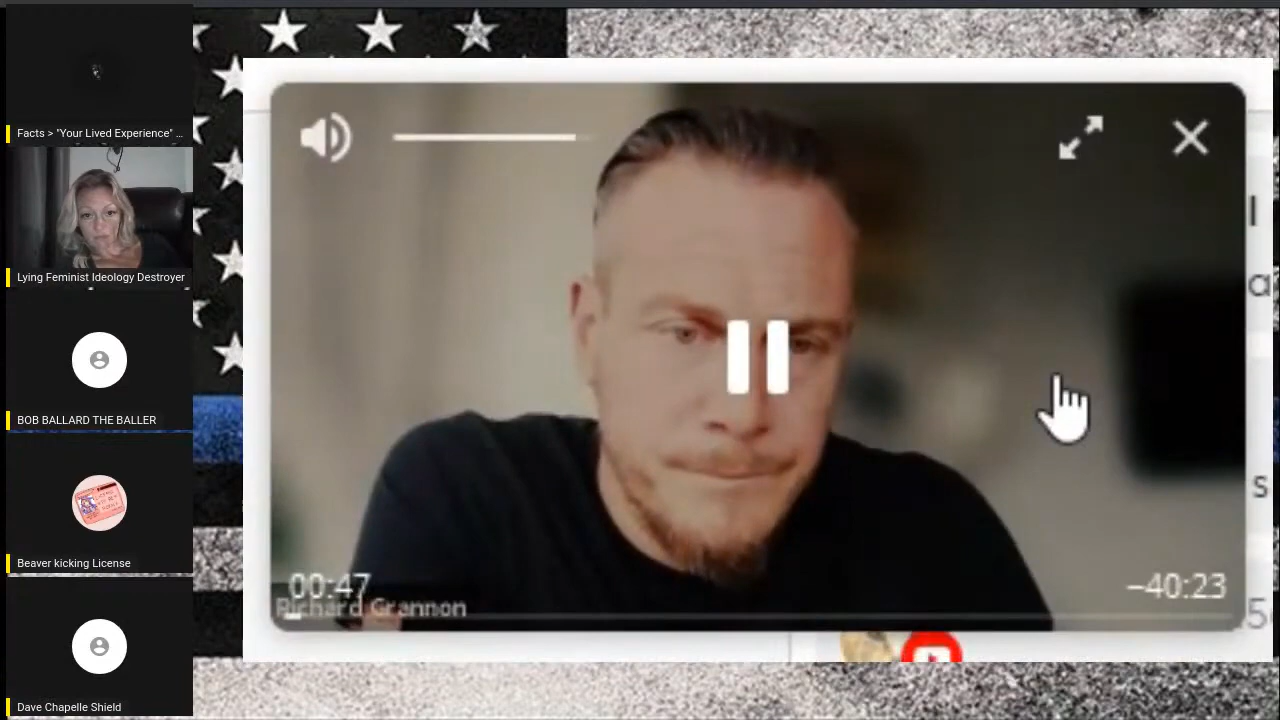 Facts > "Your Lived Experience" ...
Lying Feminist Ideology Destroyer
BOB BALLARD THE BALLER
Beaver kicking License
Dave Chapelle Shield
00:47
–40:23
Richard Grannon
I
s